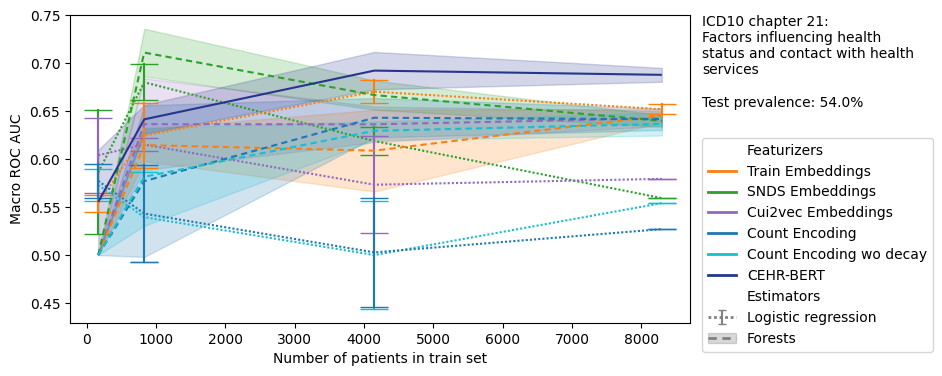 0.75
0.70
0.65
0.60
0.55
0.50
0.45
Macro ROC AUC
0
1000
2000
3000
4000
5000
6000
7000
8000
Number of patients in train set
ICD10 chapter 21:
Factors influencing health
status and contact with health
services
Test prevalence: 54.0%
Featurizers
Train Embeddings
SNDS Embeddings
Cui2vec Embeddings
Count Encoding
Count Encoding wo decay
CEHR-BERT
Estimators
Logistic regression
Forests